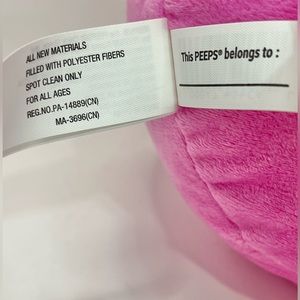 ALL NEW MATERIALS
FILLED WITH POLYESTER FIBERS
SPOT CLEAN ONLY
FOR ALL AGES
REG.NO.PA-14889(CN)
MA-3696(CN)
This PEEPS® belongs to :